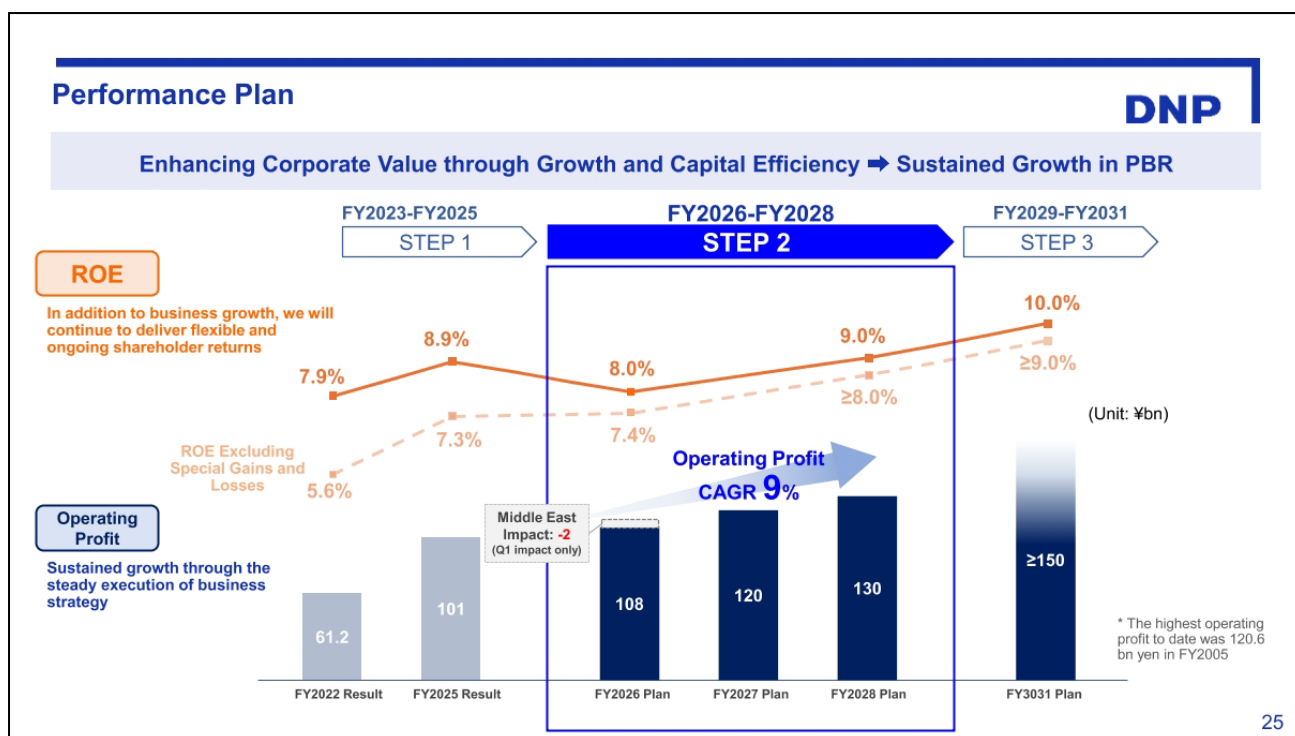 Performance Plan
DNP
Enhancing Corporate Value through Growth and Capital Efficiency ➡ Sustained Growth in PBR
FY2023-FY2025
STEP 1
FY2026-FY2028
STEP 2
FY2029-FY2031
STEP 3
ROE
In addition to business growth, we will
continue to deliver flexible and
ongoing shareholder returns
7.9%
8.9%
8.0%
9.0%
10.0%
ROE Excluding
Special Gains and
Losses
5.6%
7.3%
7.4%
≥8.0%
≥9.0%
(Unit: ¥bn)
Operating Profit
CAGR 9%
Operating
Profit
Sustained growth through the
steady execution of business
strategy
Middle East
Impact: -2
(Q1 impact only)
61.2
101
108
120
130
≥150
* The highest operating
profit to date was 120.6
bn yen in FY2005
FY2022 Result
FY2025 Result
FY2026 Plan
FY2027 Plan
FY2028 Plan
FY3031 Plan
25